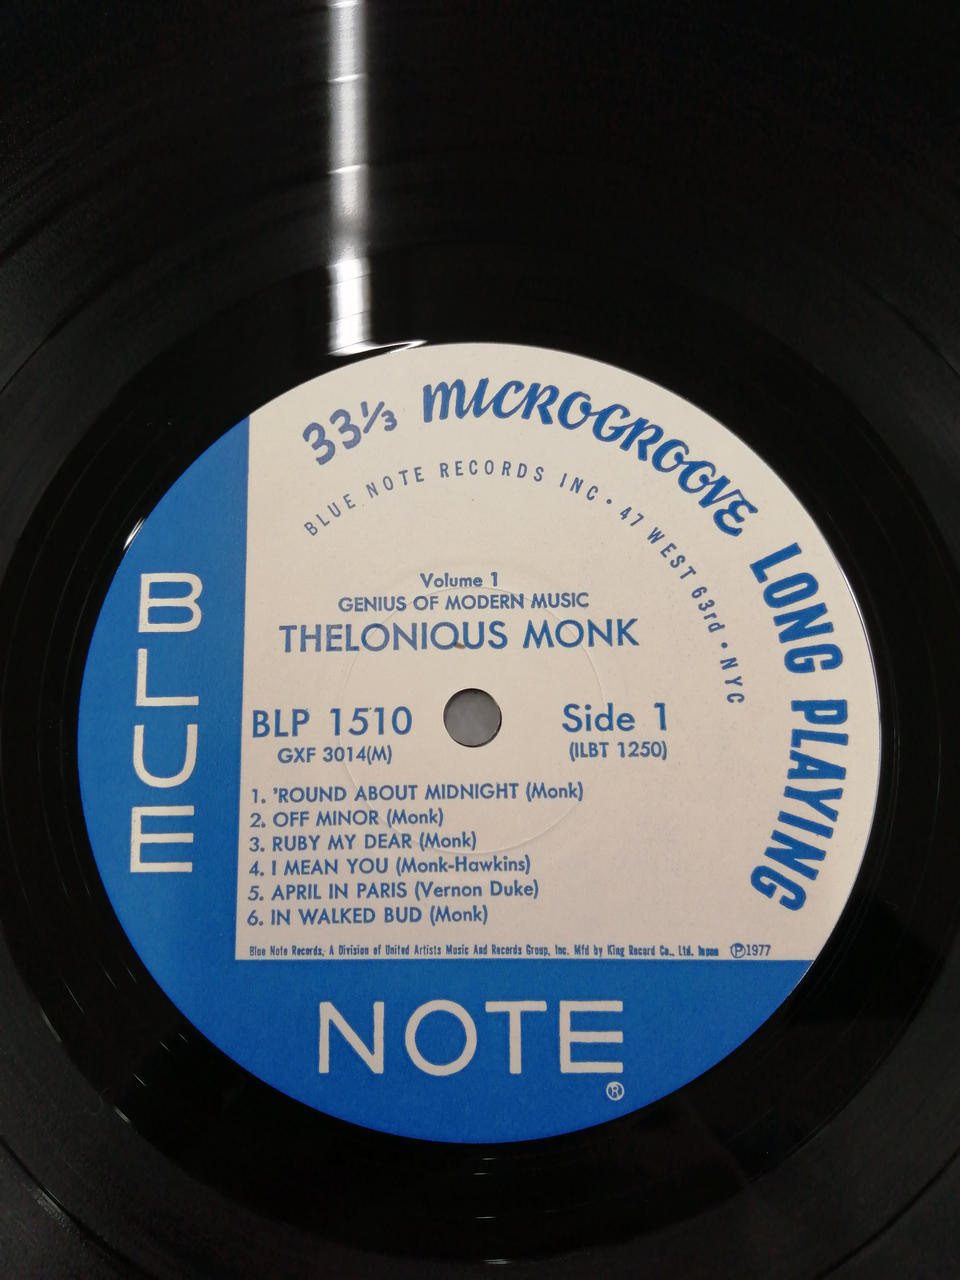 33⅓ MICROGROOVE LONG PLAYING
BLUE NOTE RECORDS INC • 47 WEST 63rd • NYC
Volume 1
GENIUS OF MODERN MUSIC
THELONIOUS MONK
BLP 1510
Side 1
GXF 3014(M)
(ILBT 1250)
1. 'ROUND ABOUT MIDNIGHT (Monk)
2. OFF MINOR (Monk)
3. RUBY MY DEAR (Monk)
4. I MEAN YOU (Monk-Hawkins)
5. APRIL IN PARIS (Vernon Duke)
6. IN WALKED BUD (Monk)
Blue Note Records, A Division of United Artists Music And Records Group, Inc. Mfd by King Record Co., Ltd. Japan ℗1977
BLUE
NOTE
®